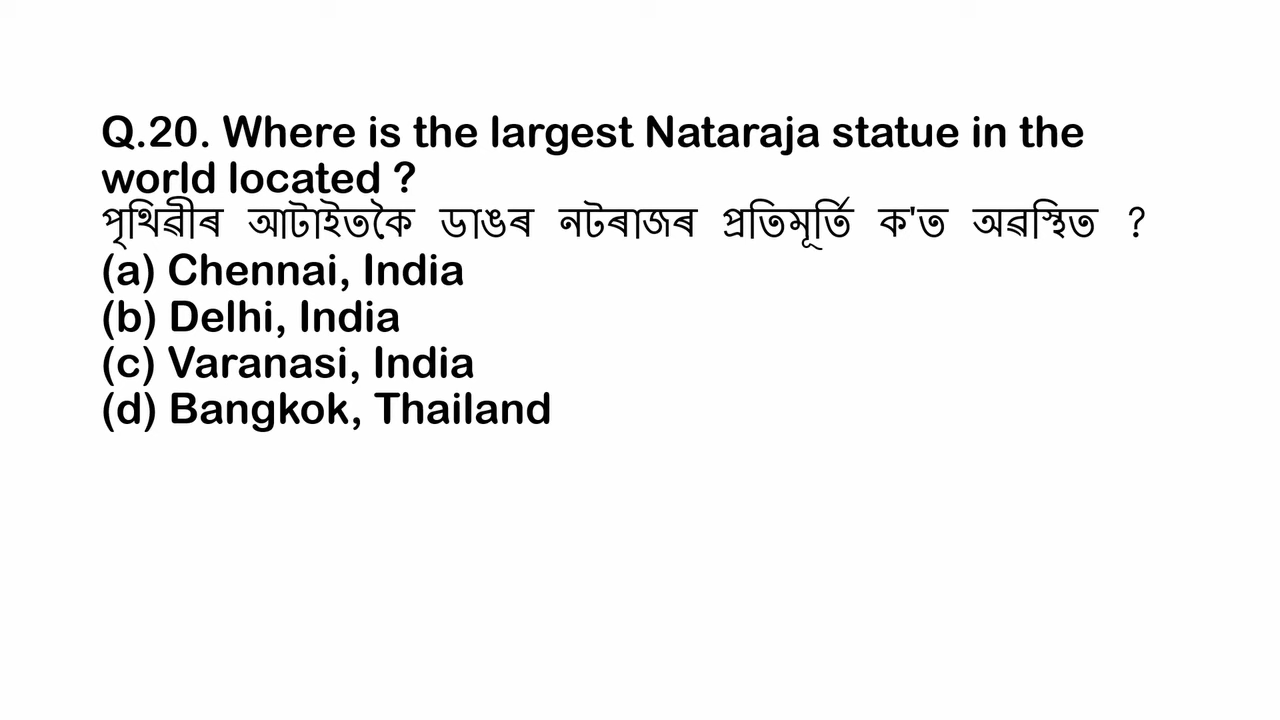 Q.20. Where is the largest Nataraja statue in the
world located ?
পৃথিৱীৰ আটাইতকৈ ডাঙৰ নটৰাজৰ প্ৰতিমূৰ্তি ক'ত অৱস্থিত ?
(a) Chennai, India
(b) Delhi, India
(c) Varanasi, India
(d) Bangkok, Thailand